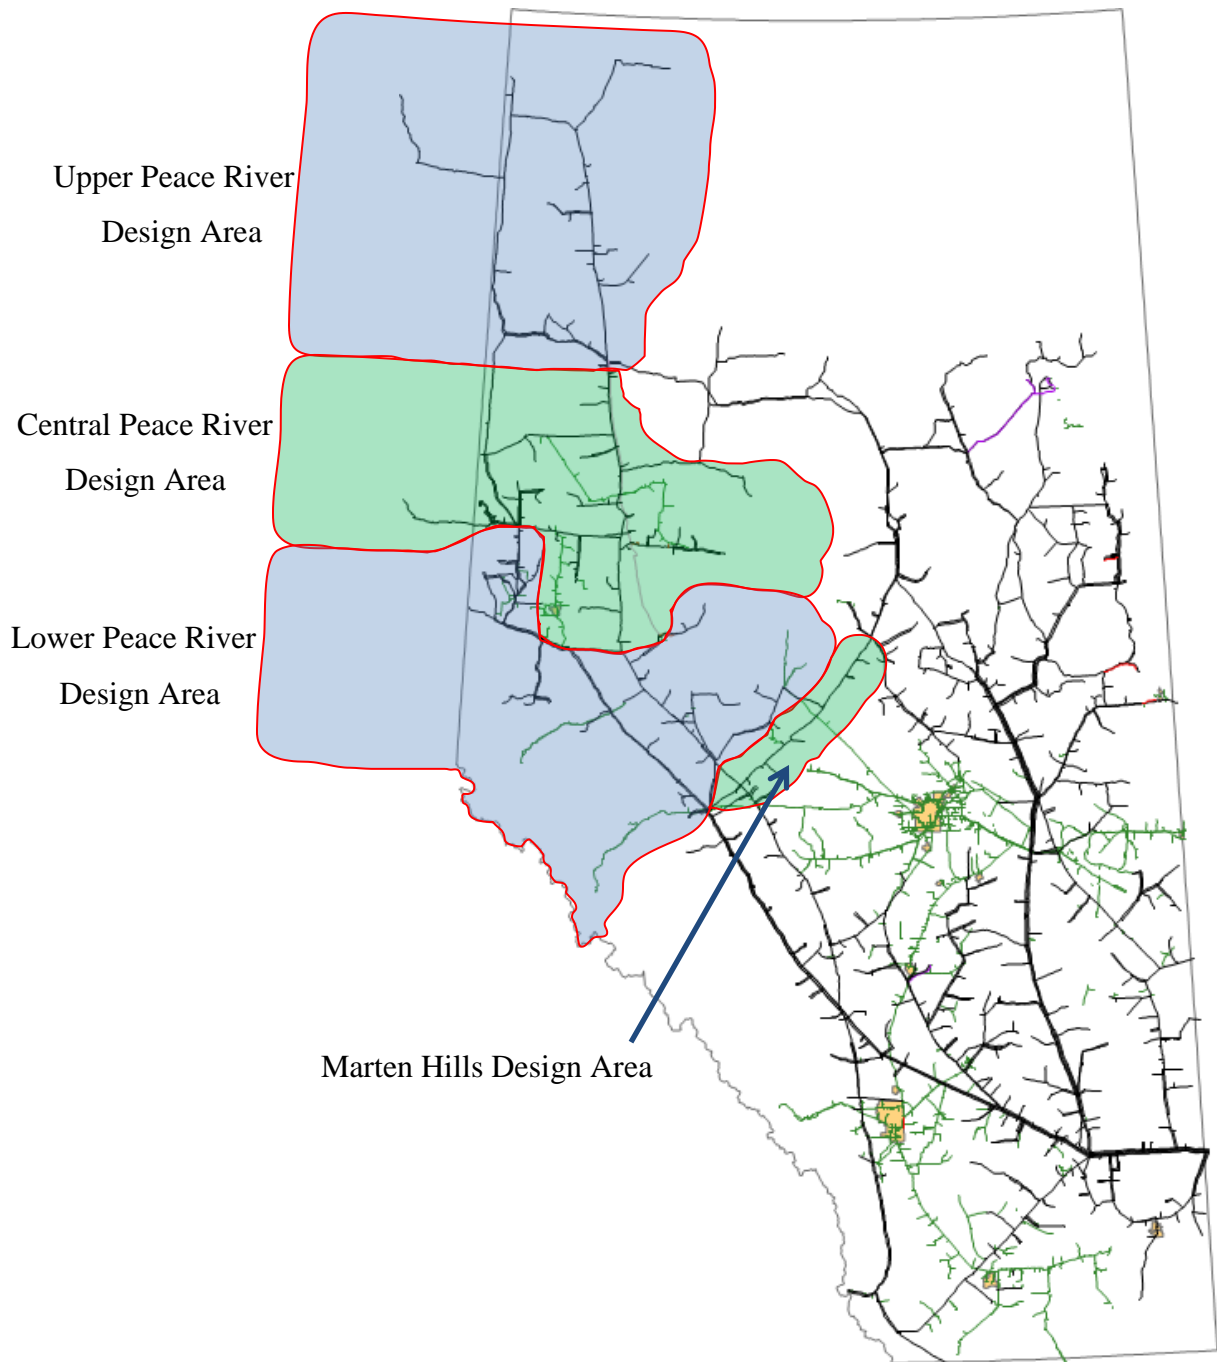 Upper Peace River
Design Area
Central Peace River
Design Area
Lower Peace River
Design Area
Marten Hills Design Area